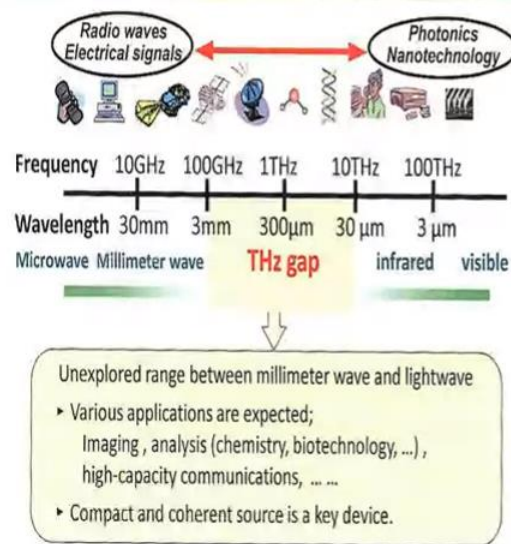 Radio waves
Electrical signals
Photonics
Nanotechnology
Frequency 10GHz 100GHz 1THz 10THz 100THz
Wavelength 30mm 3mm 300μm 30 μm 3 μm
Microwave Millimeter wave THz gap infrared visible
Unexplored range between millimeter wave and lightwave
‣ Various applications are expected;
Imaging , analysis (chemistry, biotechnology, ...) ,
high-capacity communications, ... ...
‣ Compact and coherent source is a key device.